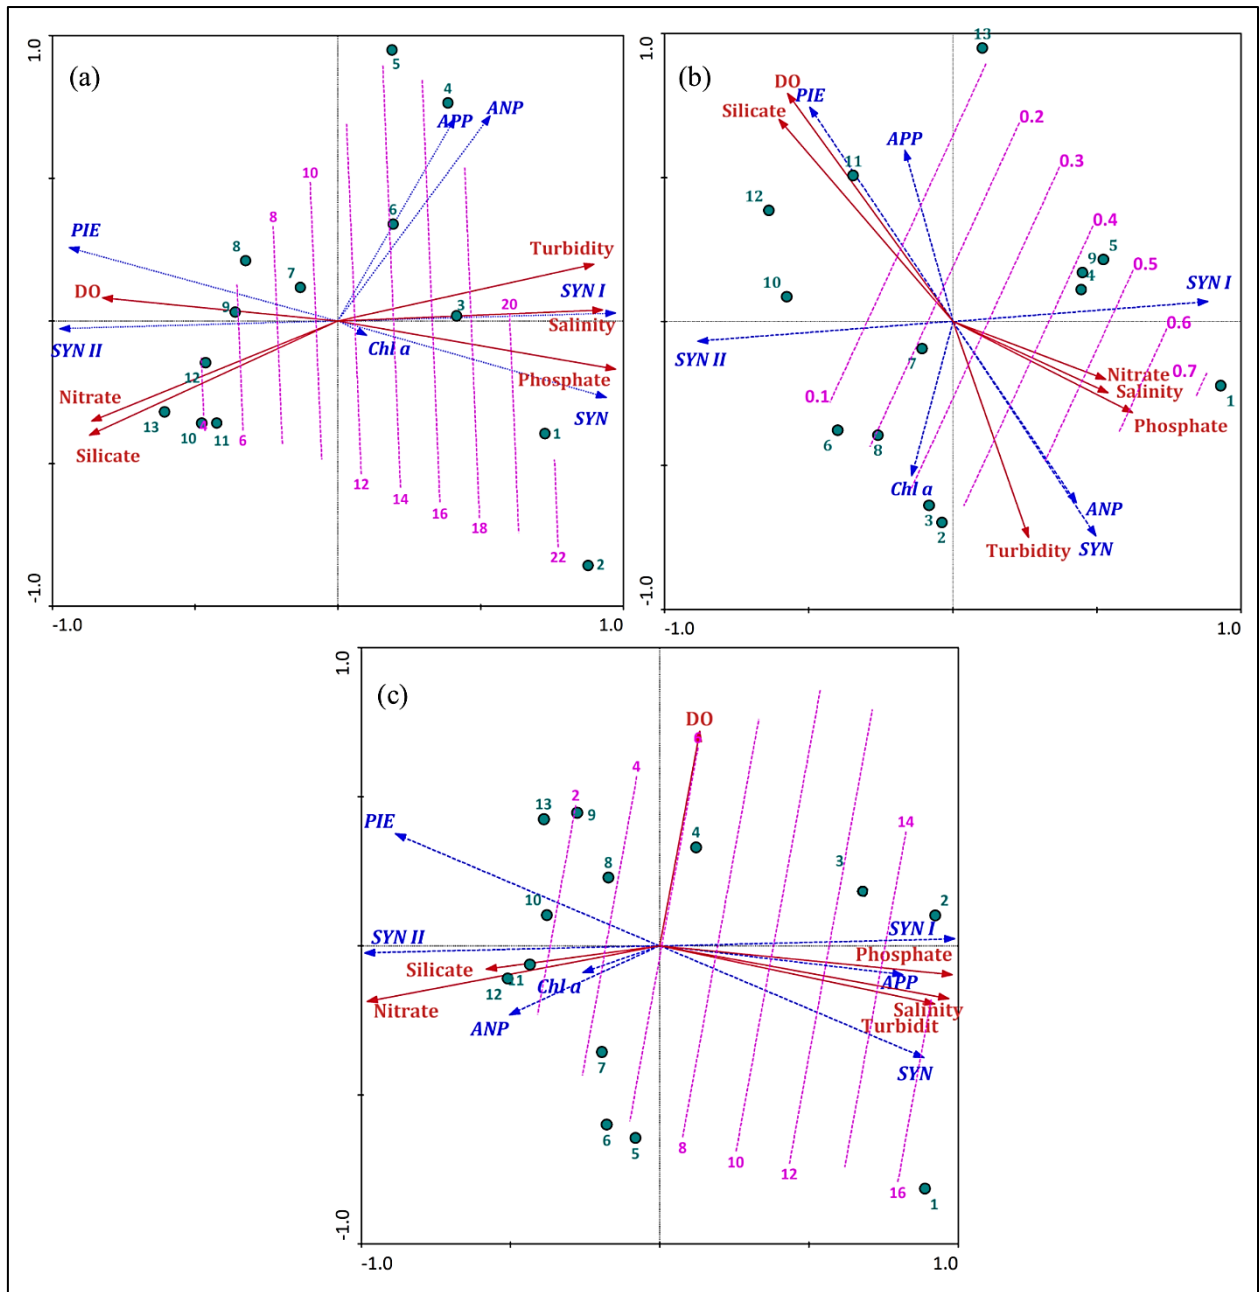 1.0
(a)
5
4
ANP
APP
10
8
6
PIE
8
Turbidity
7
DO
9
3
20
SYN I
Salinity
SYN II
Chl a
12
Phosphate
Nitrate
SYN
13
10
11
6
1
Silicate
12
14
16
18
22
2
-1.0
-1.0
1.0
1.0
(b)
13
DO
PIE
Silicate
0.2
APP
11
0.3
12
0.4
5
9
4
0.5
10
SYN I
0.6
SYN II
7
Nitrate
0.7
Salinity
0.1
1
Phosphate
6
8
Chl a
ANP
3
2
Turbidity
SYN
-1.0
-1.0
1.0
1.0
(c)
DO
4
2
13
9
PIE
4
14
8
3
10
2
SYN I
SYN II
Phosphate
Silicate
11
Chl a
APP
12
Nitrate
Salinity
Turbidit
ANP
7
SYN
6
5
8
10
12
16
1
-1.0
-1.0
1.0